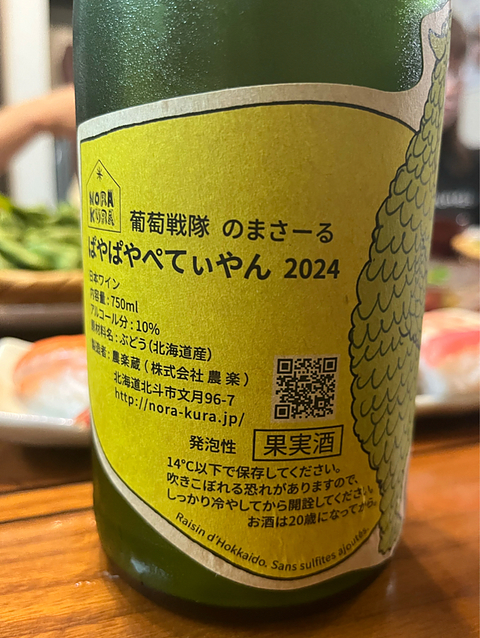 NORA
KURA
葡萄戦隊 のまさーる
ぱやぱやぺてぃやん 2024
日本ワイン
内容量：750ml
アルコール分：10%
原材料名：ぶどう（北海道産）
製造者：農楽蔵（株式会社 農楽）
北海道北斗市文月96-7
http://nora-kura.jp/
発泡性 果実酒
14℃以下で保存してください。
吹きこぼれる恐れがありますので、
しっかり冷やしてから開詮してください。
お酒は20歳になってから。
Raisin d'Hokkaido. Sans sulfites ajoutés.